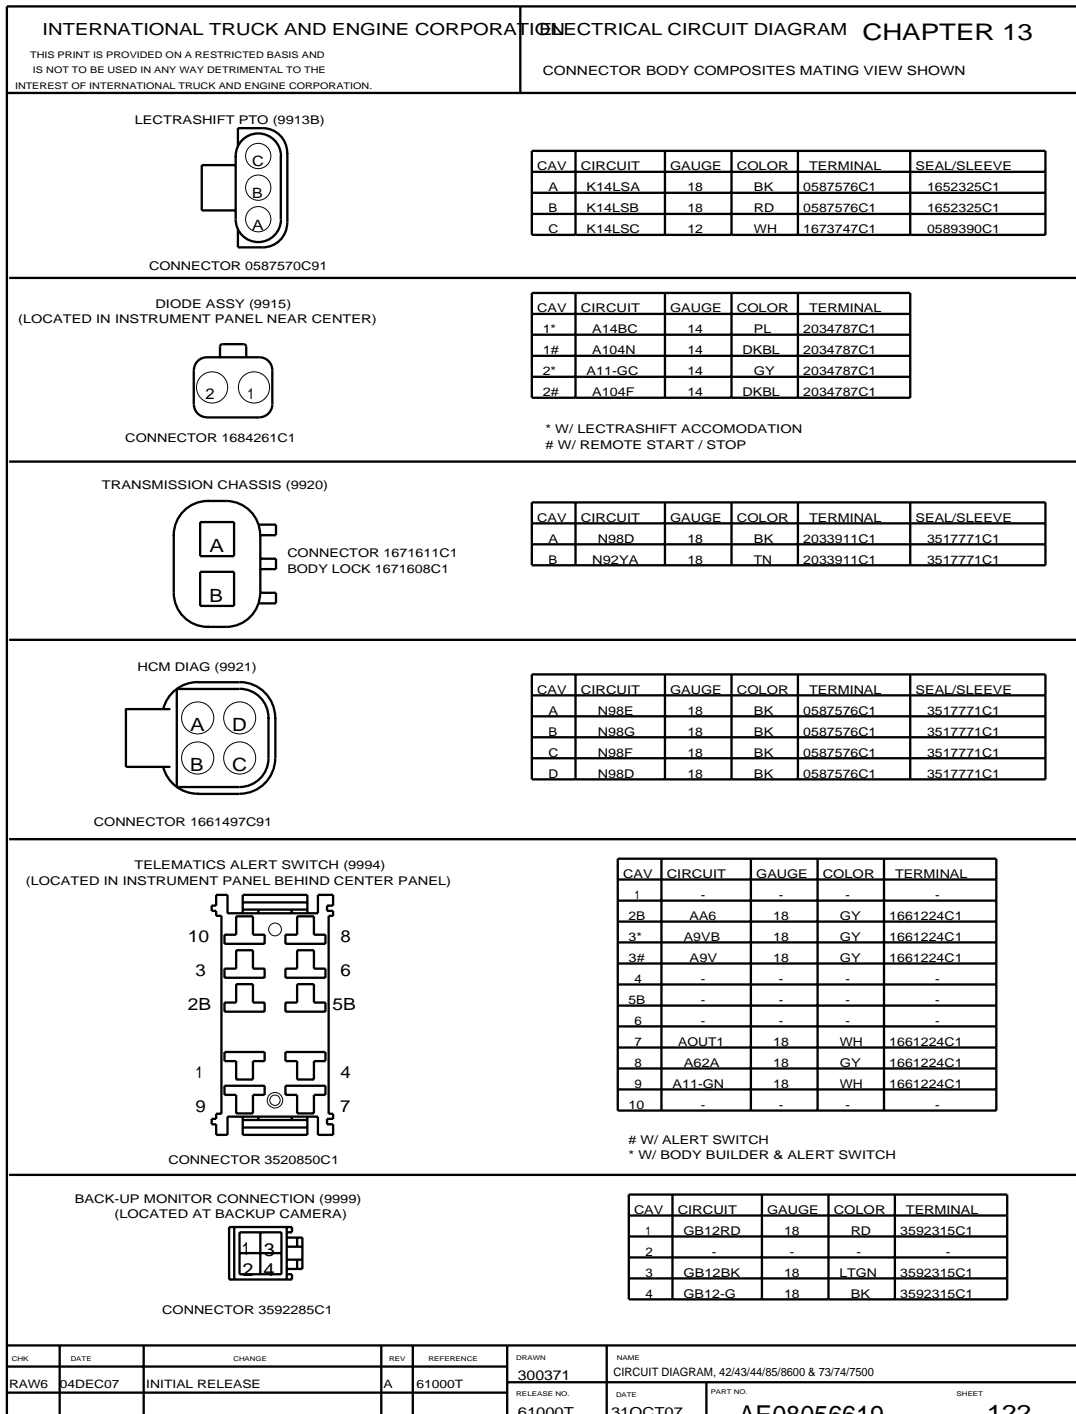 INTERNATIONAL TRUCK AND ENGINE CORPORATION
THIS PRINT IS PROVIDED ON A RESTRICTED BASIS AND
IS NOT TO BE USED IN ANY WAY DETRIMENTAL TO THE
INTEREST OF INTERNATIONAL TRUCK AND ENGINE CORPORATION.
ELECTRICAL CIRCUIT DIAGRAM CHAPTER 13
CONNECTOR BODY COMPOSITES MATING VIEW SHOWN
LECTRASHIFT PTO (9913B)
C
B
A
CONNECTOR 0587570C91
CAV CIRCUIT GAUGE COLOR TERMINAL SEAL/SLEEVE
A K14LSA 18 BK 0587576C1 1652325C1
B K14LSB 18 RD 0587576C1 1652325C1
C K14LSC 12 WH 1673747C1 0589390C1
DIODE ASSY (9915)
(LOCATED IN INSTRUMENT PANEL NEAR CENTER)
2 1
CONNECTOR 1684261C1
CAV CIRCUIT GAUGE COLOR TERMINAL
1* A14BC 14 PL 2034787C1
1# A104N 14 DKBL 2034787C1
2* A11-GC 14 GY 2034787C1
2# A104F 14 DKBL 2034787C1
* W/ LECTRASHIFT ACCOMODATION
# W/ REMOTE START / STOP
TRANSMISSION CHASSIS (9920)
A
B
CONNECTOR 1671611C1
BODY LOCK 1671608C1
CAV CIRCUIT GAUGE COLOR TERMINAL SEAL/SLEEVE
A N98D 18 BK 2033911C1 3517771C1
B N92YA 18 TN 2033911C1 3517771C1
HCM DIAG (9921)
A D
B C
CONNECTOR 1661497C91
CAV CIRCUIT GAUGE COLOR TERMINAL SEAL/SLEEVE
A N98E 18 BK 0587576C1 3517771C1
B N98G 18 BK 0587576C1 3517771C1
C N98F 18 BK 0587576C1 3517771C1
D N98D 18 BK 0587576C1 3517771C1
TELEMATICS ALERT SWITCH (9994)
(LOCATED IN INSTRUMENT PANEL BEHIND CENTER PANEL)
10 8
3 6
2B 5B
1 4
9 7
CONNECTOR 3520850C1
CAV CIRCUIT GAUGE COLOR TERMINAL
1 - - - -
2B AA6 18 GY 1661224C1
3* A9VB 18 GY 1661224C1
3# A9V 18 GY 1661224C1
4 - - - -
5B - - - -
6 - - - -
7 AOUT1 18 WH 1661224C1
8 A62A 18 GY 1661224C1
9 A11-GN 18 WH 1661224C1
10 - - - -
# W/ ALERT SWITCH
* W/ BODY BUILDER & ALERT SWITCH
BACK-UP MONITOR CONNECTION (9999)
(LOCATED AT BACKUP CAMERA)
1 3
2 4
CONNECTOR 3592285C1
CAV CIRCUIT GAUGE COLOR TERMINAL
1 GB12RD 18 RD 3592315C1
2 - - - -
3 GB12BK 18 LTGN 3592315C1
4 GB12-G 18 BK 3592315C1
CHK DATE CHANGE REV REFERENCE
RAW6 04DEC07 INITIAL RELEASE A 61000T
DRAWN
300371
NAME
CIRCUIT DIAGRAM, 42/43/44/85/8600 & 73/74/7500
RELEASE NO. DATE PART NO. SHEET
61000T 31OCT07 AE08056619 122